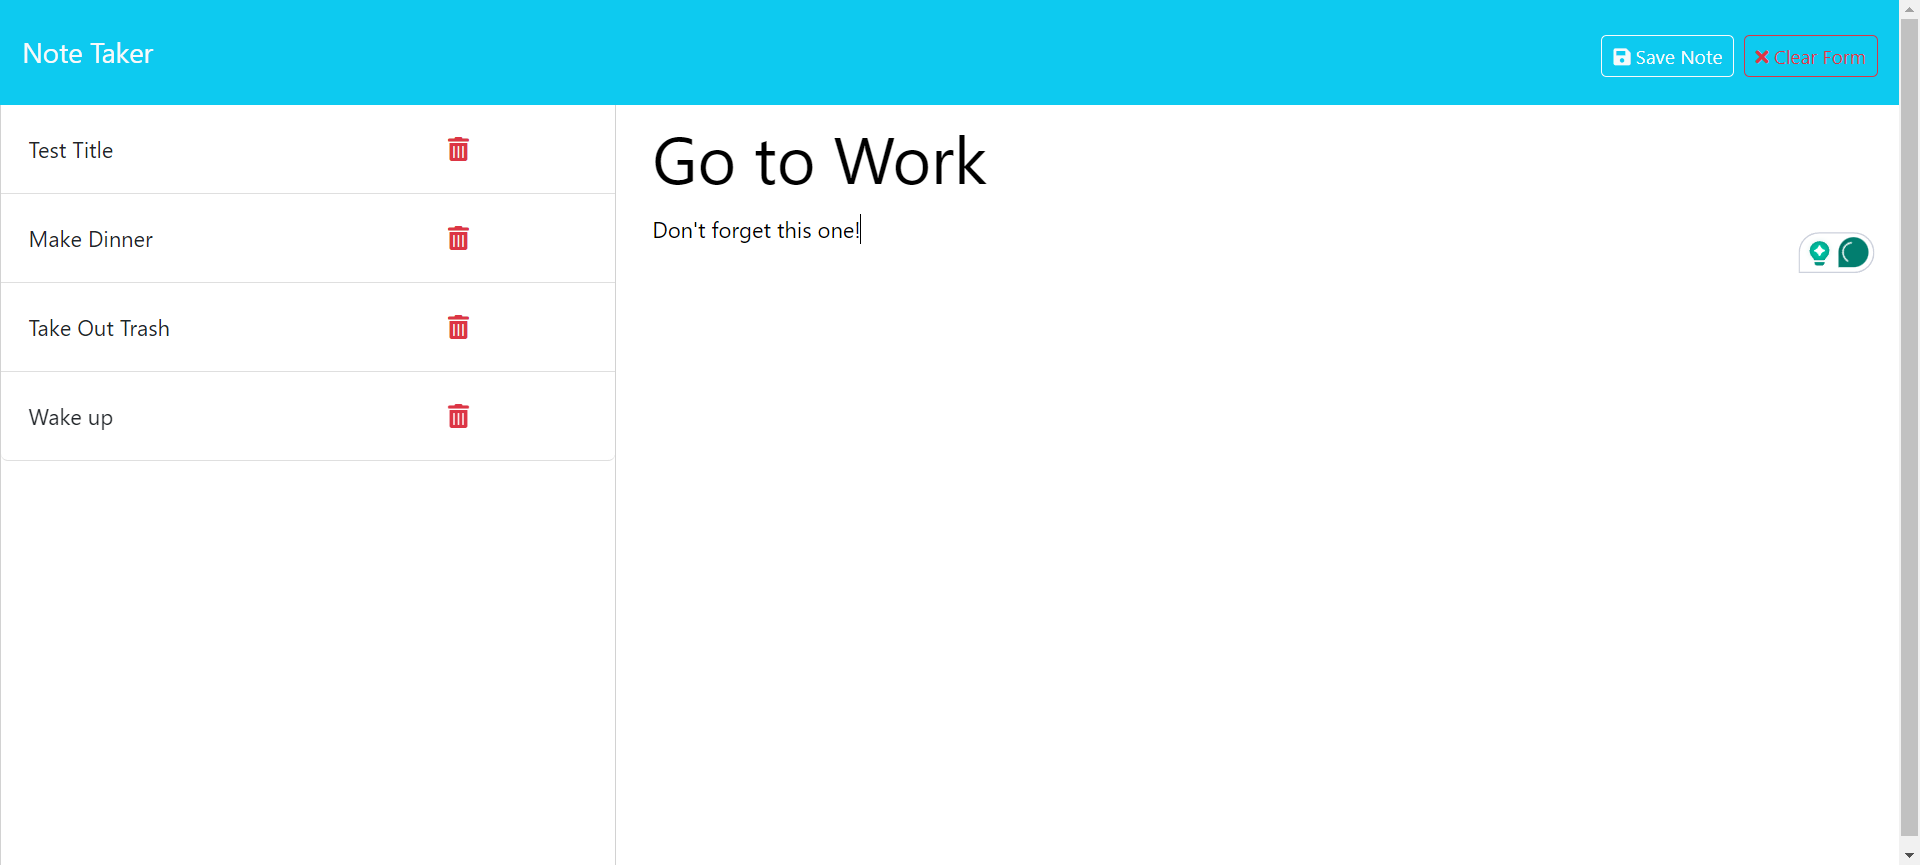 Note Taker
Save Note
Clear Form
Test Title
Make Dinner
Take Out Trash
Wake up
Go to Work
Don't forget this one!